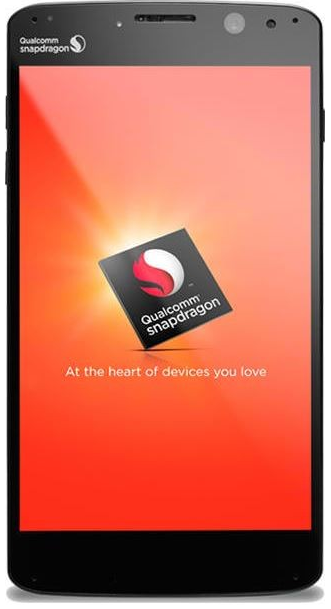 Qualcomm
snapdragon
Qualcomm
snapdragon
At the heart of devices you love